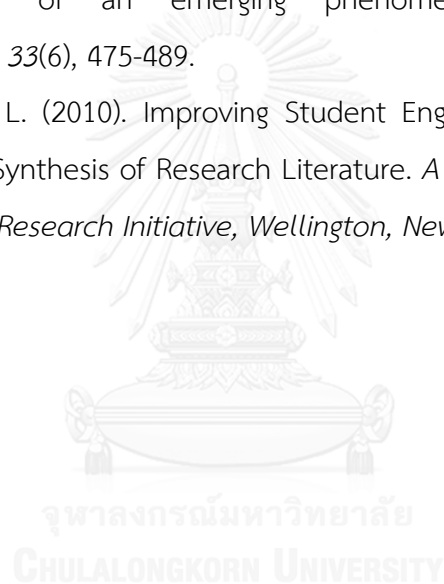 of an emerging phenome
33(6), 475-489.
L. (2010). Improving Student Eng
Synthesis of Research Literature. A
Research Initiative, Wellington, New
จุฬาลงกรณ์มหาวิทยาลัย
CHULALONGKORN UNIVERSITY